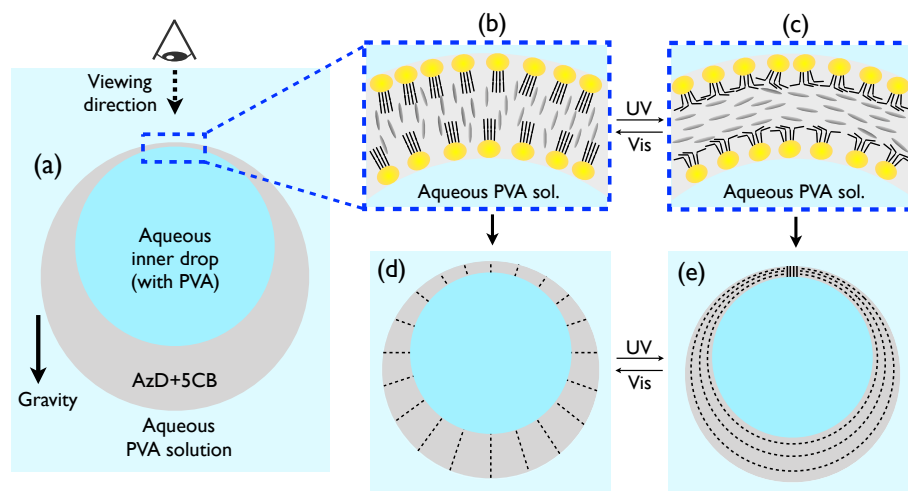 (b)
(c)
Viewing
direction
(a)
UV
Vis
Aqueous PVA sol.
Aqueous PVA sol.
Aqueous
inner drop
(with PVA)
(d)
(e)
UV
Vis
AzD+5CB
Gravity
Aqueous
PVA solution